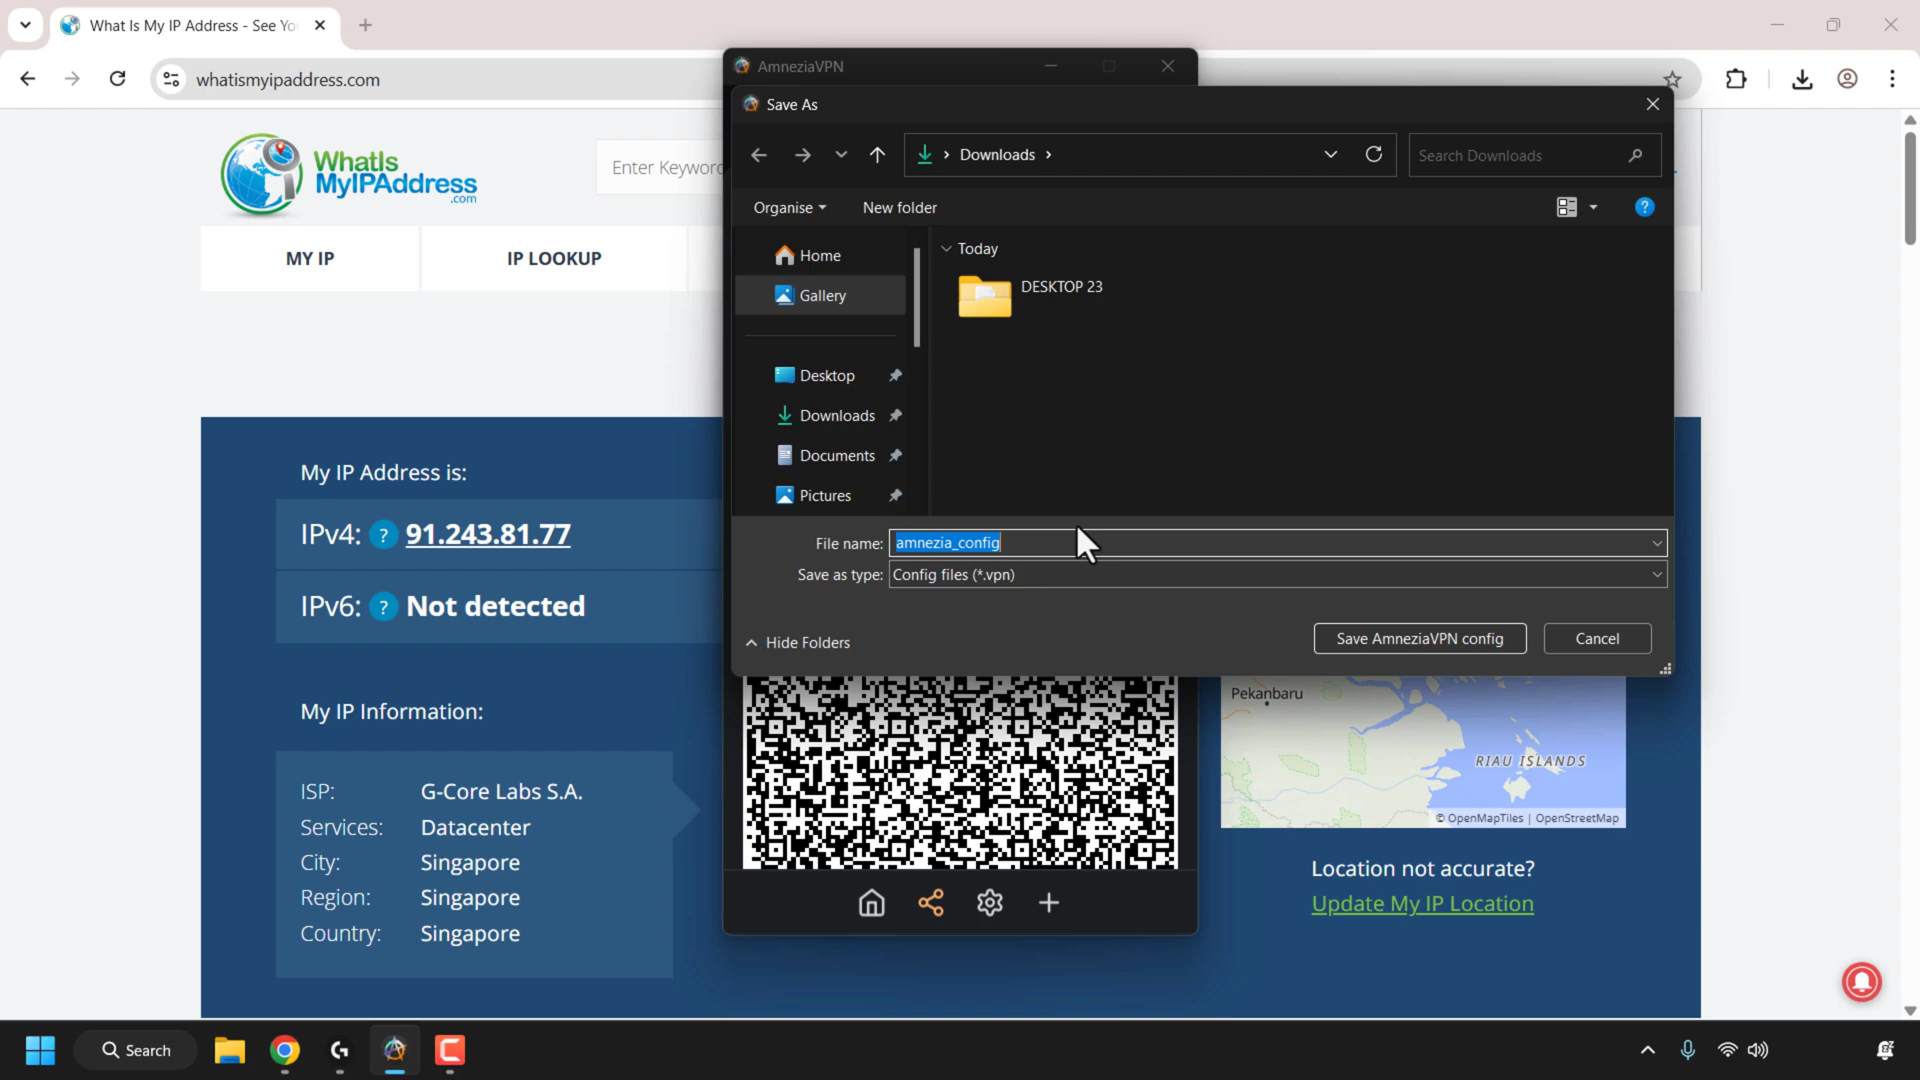 What Is My IP Address - See Yo
whatismyipaddress.com
AmneziaVPN
Save As
Downloads
Search Downloads
Organise
New folder
Home
Gallery
Desktop
Downloads
Documents
Pictures
Today
DESKTOP 23
File name: amnezia_config
Save as type: Config files (*.vpn)
Hide Folders
Save AmneziaVPN config
Cancel
WhatIs
MyIPAddress
.com
Enter Keyword
MY IP
IP LOOKUP
My IP Address is:
IPv4: ? 91.243.81.77
IPv6: ? Not detected
My IP Information:
ISP: G-Core Labs S.A.
Services: Datacenter
City: Singapore
Region: Singapore
Country: Singapore
Pekanbaru
RIAU ISLANDS
© OpenMapTiles | OpenStreetMap
Location not accurate?
Update My IP Location
Search